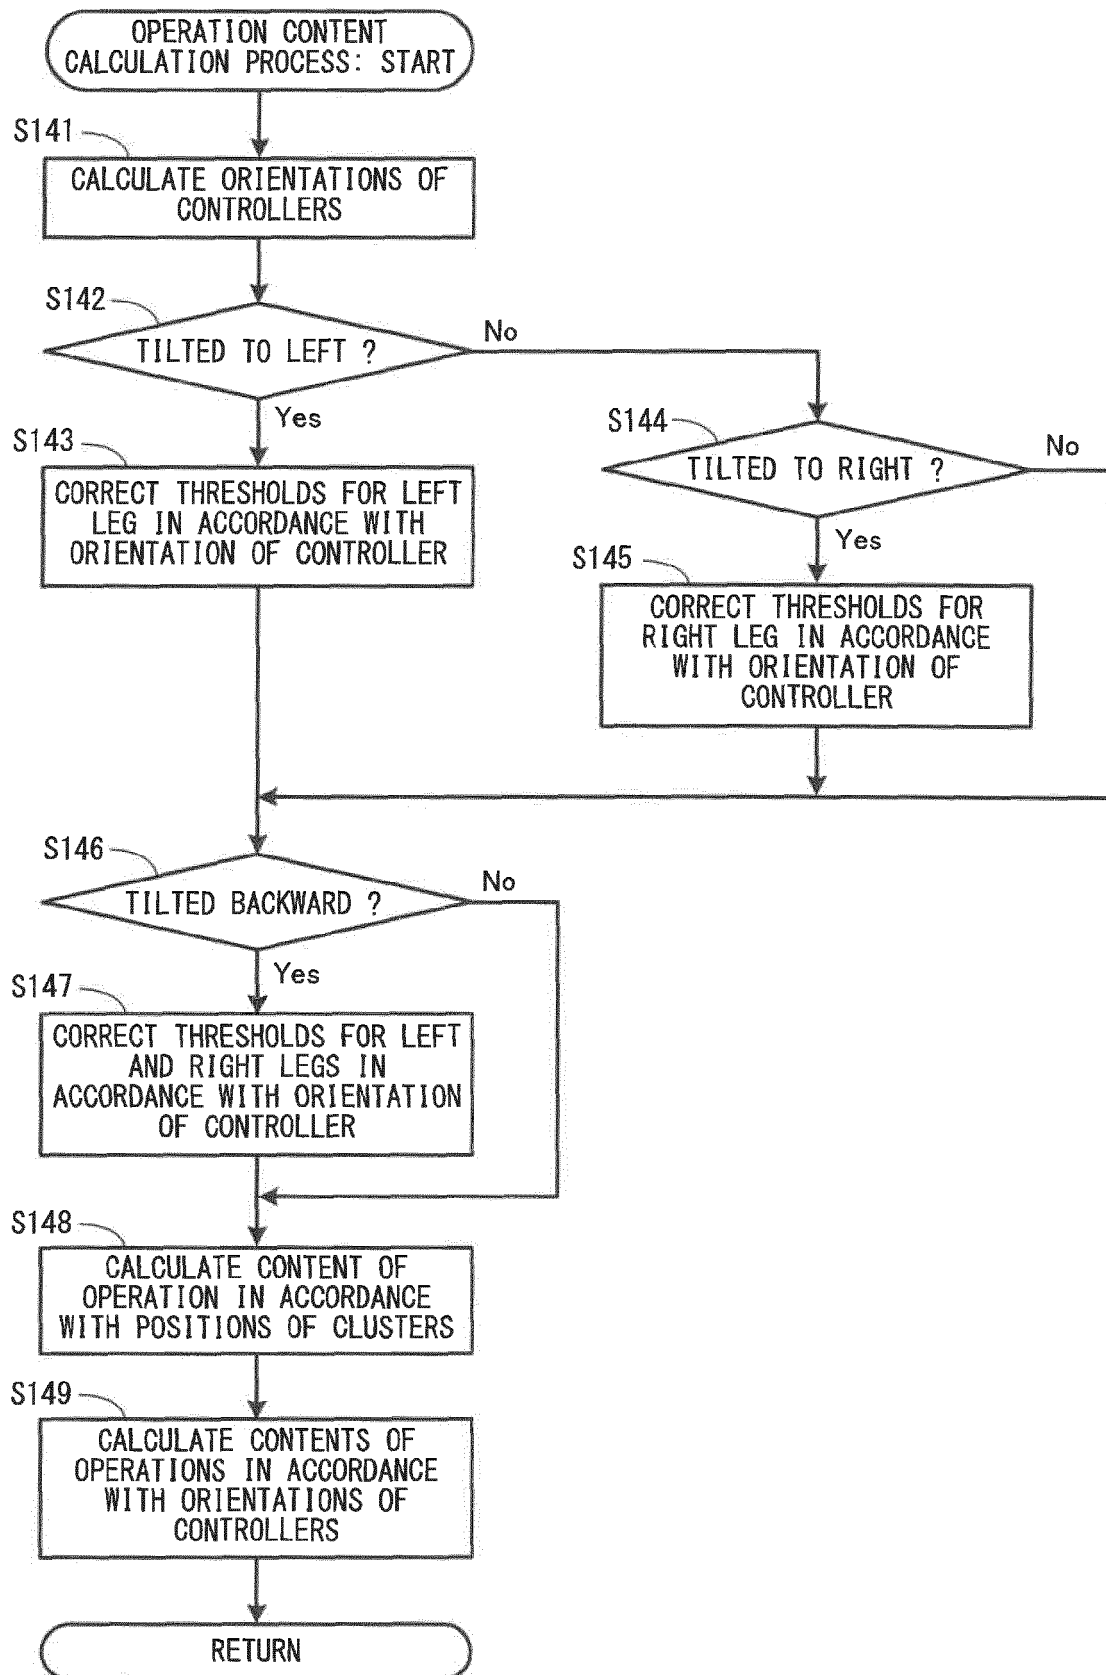 OPERATION CONTENT
CALCULATION PROCESS: START
S141
CALCULATE ORIENTATIONS OF
CONTROLLERS
S142
TILTED TO LEFT ?
No
Yes
S143
CORRECT THRESHOLDS FOR LEFT
LEG IN ACCORDANCE WITH
ORIENTATION OF CONTROLLER
S144
TILTED TO RIGHT ?
No
Yes
S145
CORRECT THRESHOLDS FOR
RIGHT LEG IN ACCORDANCE
WITH ORIENTATION OF
CONTROLLER
S146
TILTED BACKWARD ?
No
Yes
S147
CORRECT THRESHOLDS FOR LEFT
AND RIGHT LEGS IN
ACCORDANCE WITH ORIENTATION
OF CONTROLLER
S148
CALCULATE CONTENT OF
OPERATION IN ACCORDANCE
WITH POSITIONS OF CLUSTERS
S149
CALCULATE CONTENTS OF
OPERATIONS IN ACCORDANCE
WITH ORIENTATIONS OF
CONTROLLERS
RETURN